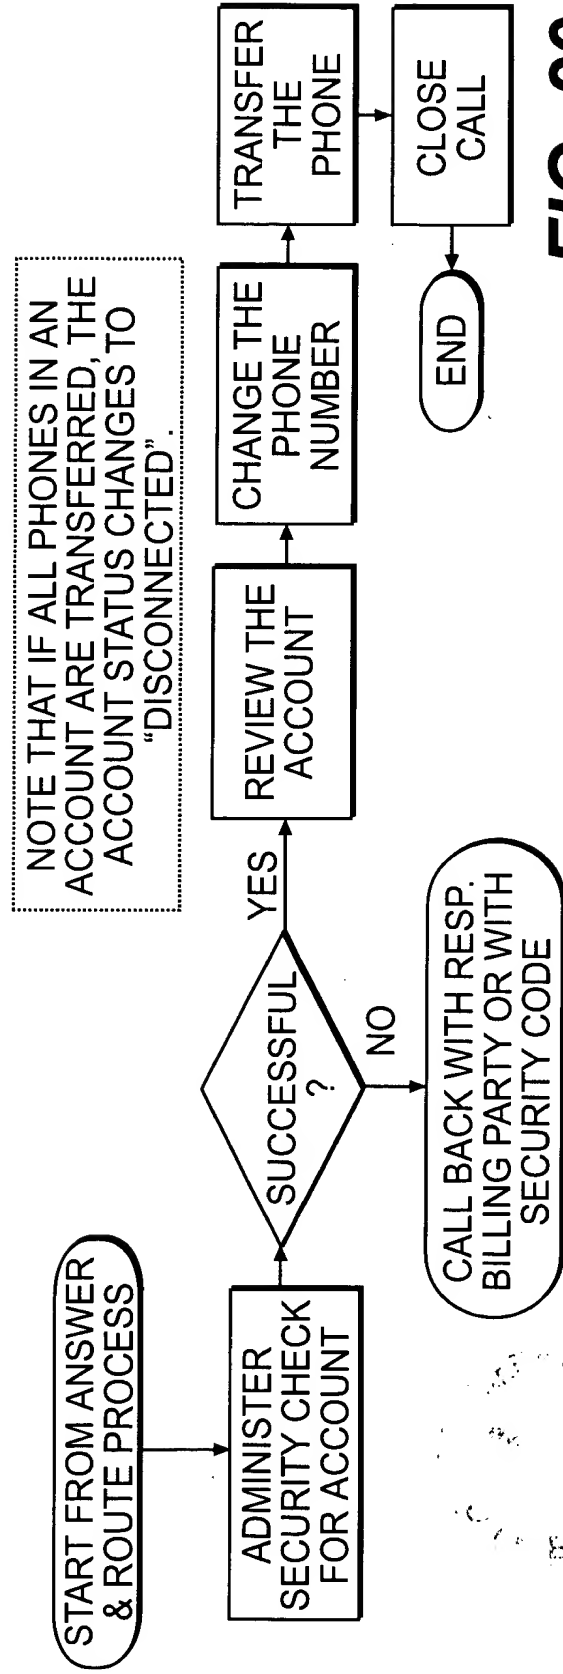 START FROM ANSWER
& ROUTE PROCESS
ADMINISTER
SECURITY CHECK
FOR ACCOUNT
SUCCESSFUL
?
YES
NO
CALL BACK WITH RESP.
BILLING PARTY OR WITH
SECURITY CODE
NOTE THAT IF ALL PHONES IN AN
ACCOUNT ARE TRANSFERRED, THE
ACCOUNT STATUS CHANGES TO
“DISCONNECTED”.
REVIEW THE
ACCOUNT
CHANGE THE
PHONE
NUMBER
TRANSFER
THE
PHONE
CLOSE
CALL
END
FIG.